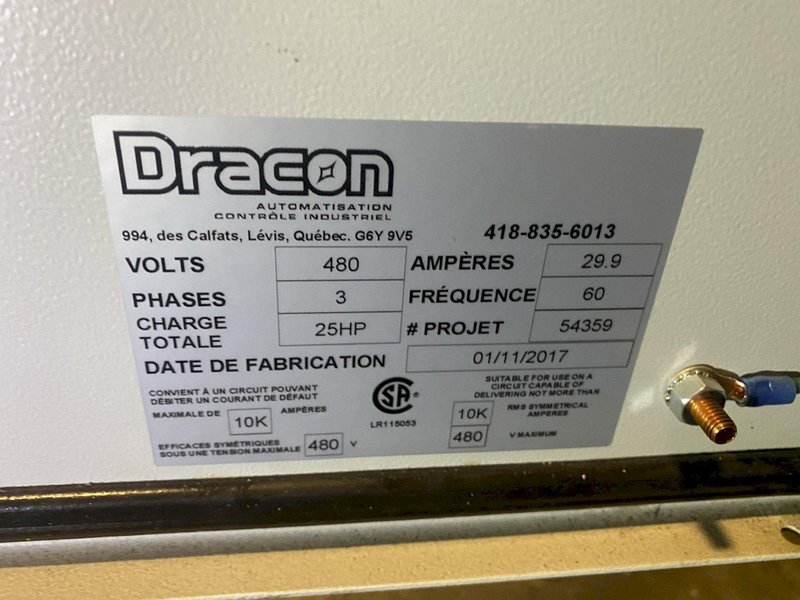 Dracon
AUTOMATISATION
CONTRÔLE INDUSTRIEL
994, des Calfats, Lévis, Québec. G6Y 9V5
418-835-6013
VOLTS 480 AMPÈRES 29.9
PHASES 3 FRÉQUENCE 60
CHARGE TOTALE 25HP # PROJET 54359
DATE DE FABRICATION 01/11/2017
CONVIENT À UN CIRCUIT POUVANT
DÉBITER UN COURANT DE DÉFAUT
MAXIMALE DE 10K AMPÈRES
EFFICACES SYMÉTRIQUES
SOUS UNE TENSION MAXIMALE 480 V
SA®
LR115053
SUITABLE FOR USE ON A
CIRCUIT CAPABLE OF
DELIVERING NOT MORE THAN
10K RMS SYMMETRICAL
AMPERES
480 V MAXIMUM